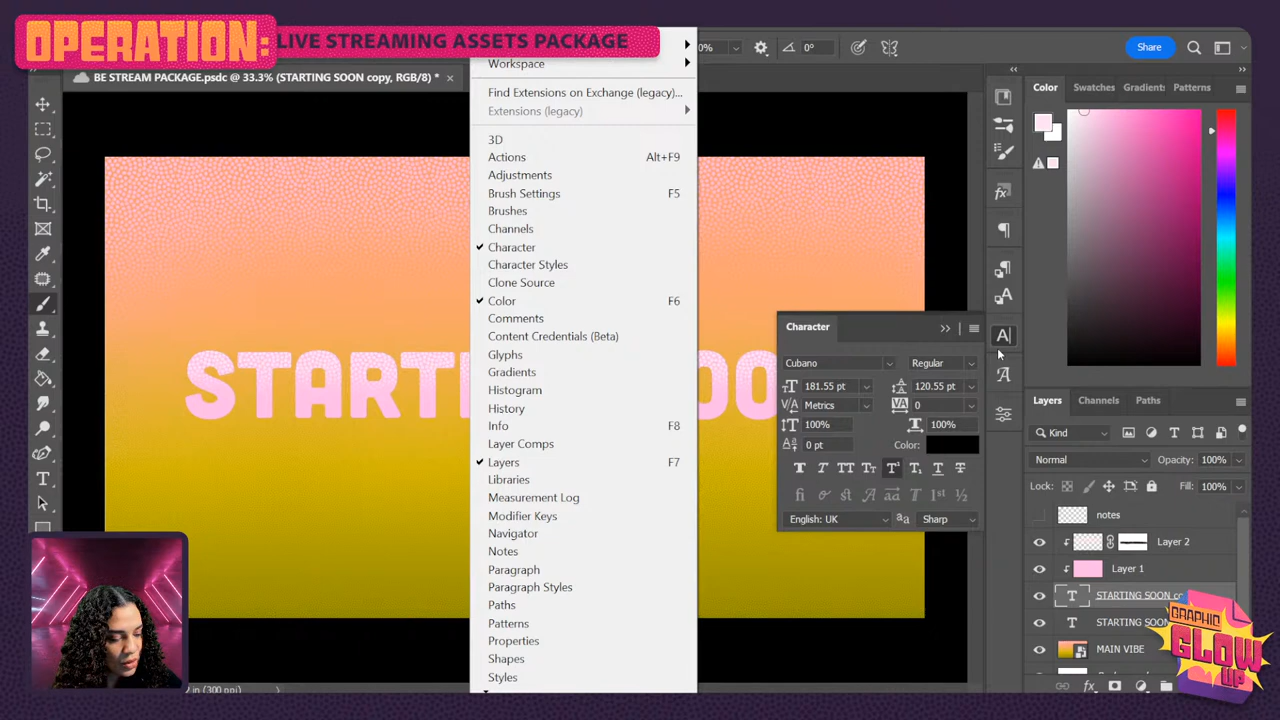 OPERATION:
LIVE STREAMING ASSETS PACKAGE
0%
0°
Share
BE STREAM PACKAGE.psdc @ 33.3% (STARTING SOON copy, RGB/8) *
Workspace
Find Extensions on Exchange (legacy)...
Extensions (legacy)
3D
Actions Alt+F9
Adjustments
Brush Settings F5
Brushes
Channels
Character
Character Styles
Clone Source
Color F6
Comments
Content Credentials (Beta)
Glyphs
Gradients
Histogram
History
Info F8
Layer Comps
Layers F7
Libraries
Measurement Log
Modifier Keys
Navigator
Notes
Paragraph
Paragraph Styles
Paths
Patterns
Properties
Shapes
Styles
Character
Cubano Regular
181.55 pt 120.55 pt
Metrics 0
100% 100%
0 pt Color:
English: UK Sharp
Color Swatches Gradient: Patterns
Layers Channels Paths
Kind
Normal Opacity: 100%
Lock: Fill: 100%
notes
Layer 2
Layer 1
STARTING SOON co
STARTING SOON
MAIN VIBE
GRAPHIC
GLOW
UP
(300 ppi)